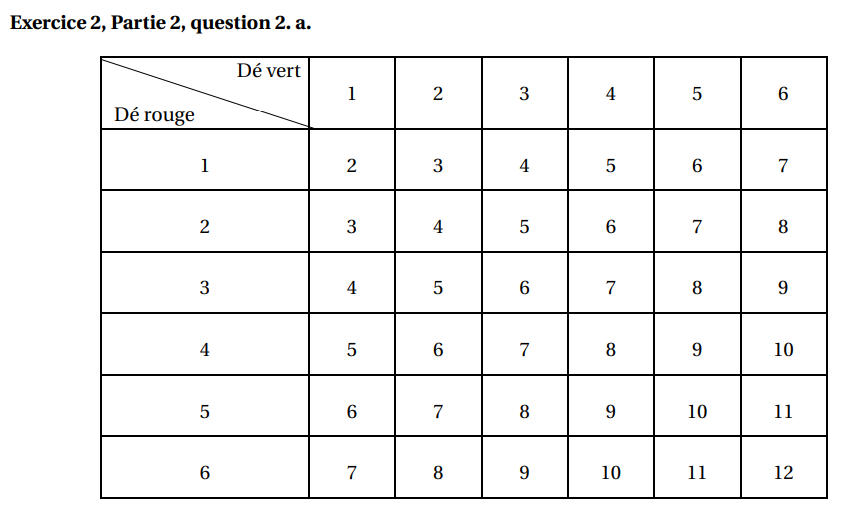 Exercice 2, Partie 2, question 2. a.
Dé vert
Dé rouge
1 2 3 4 5 6
1 2 3 4 5 6 7
2 3 4 5 6 7 8
3 4 5 6 7 8 9
4 5 6 7 8 9 10
5 6 7 8 9 10 11
6 7 8 9 10 11 12